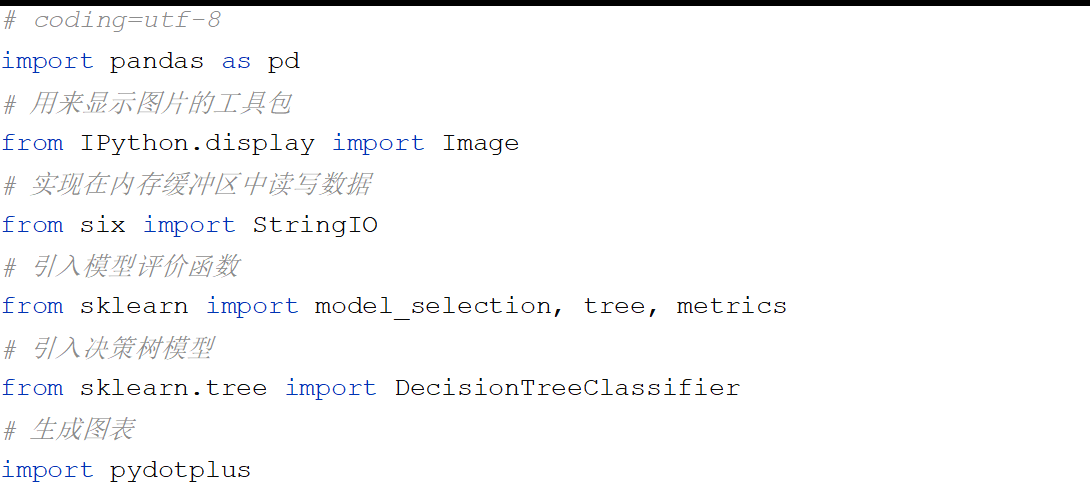 # coding=utf-8
import pandas as pd
# 用来显示图片的工具包
from IPython.display import Image
# 实现在内存缓冲区中读写数据
from six import StringIO
# 引入模型评价函数
from sklearn import model_selection, tree, metrics
# 引入决策树模型
from sklearn.tree import DecisionTreeClassifier
# 生成图表
import pydotplus